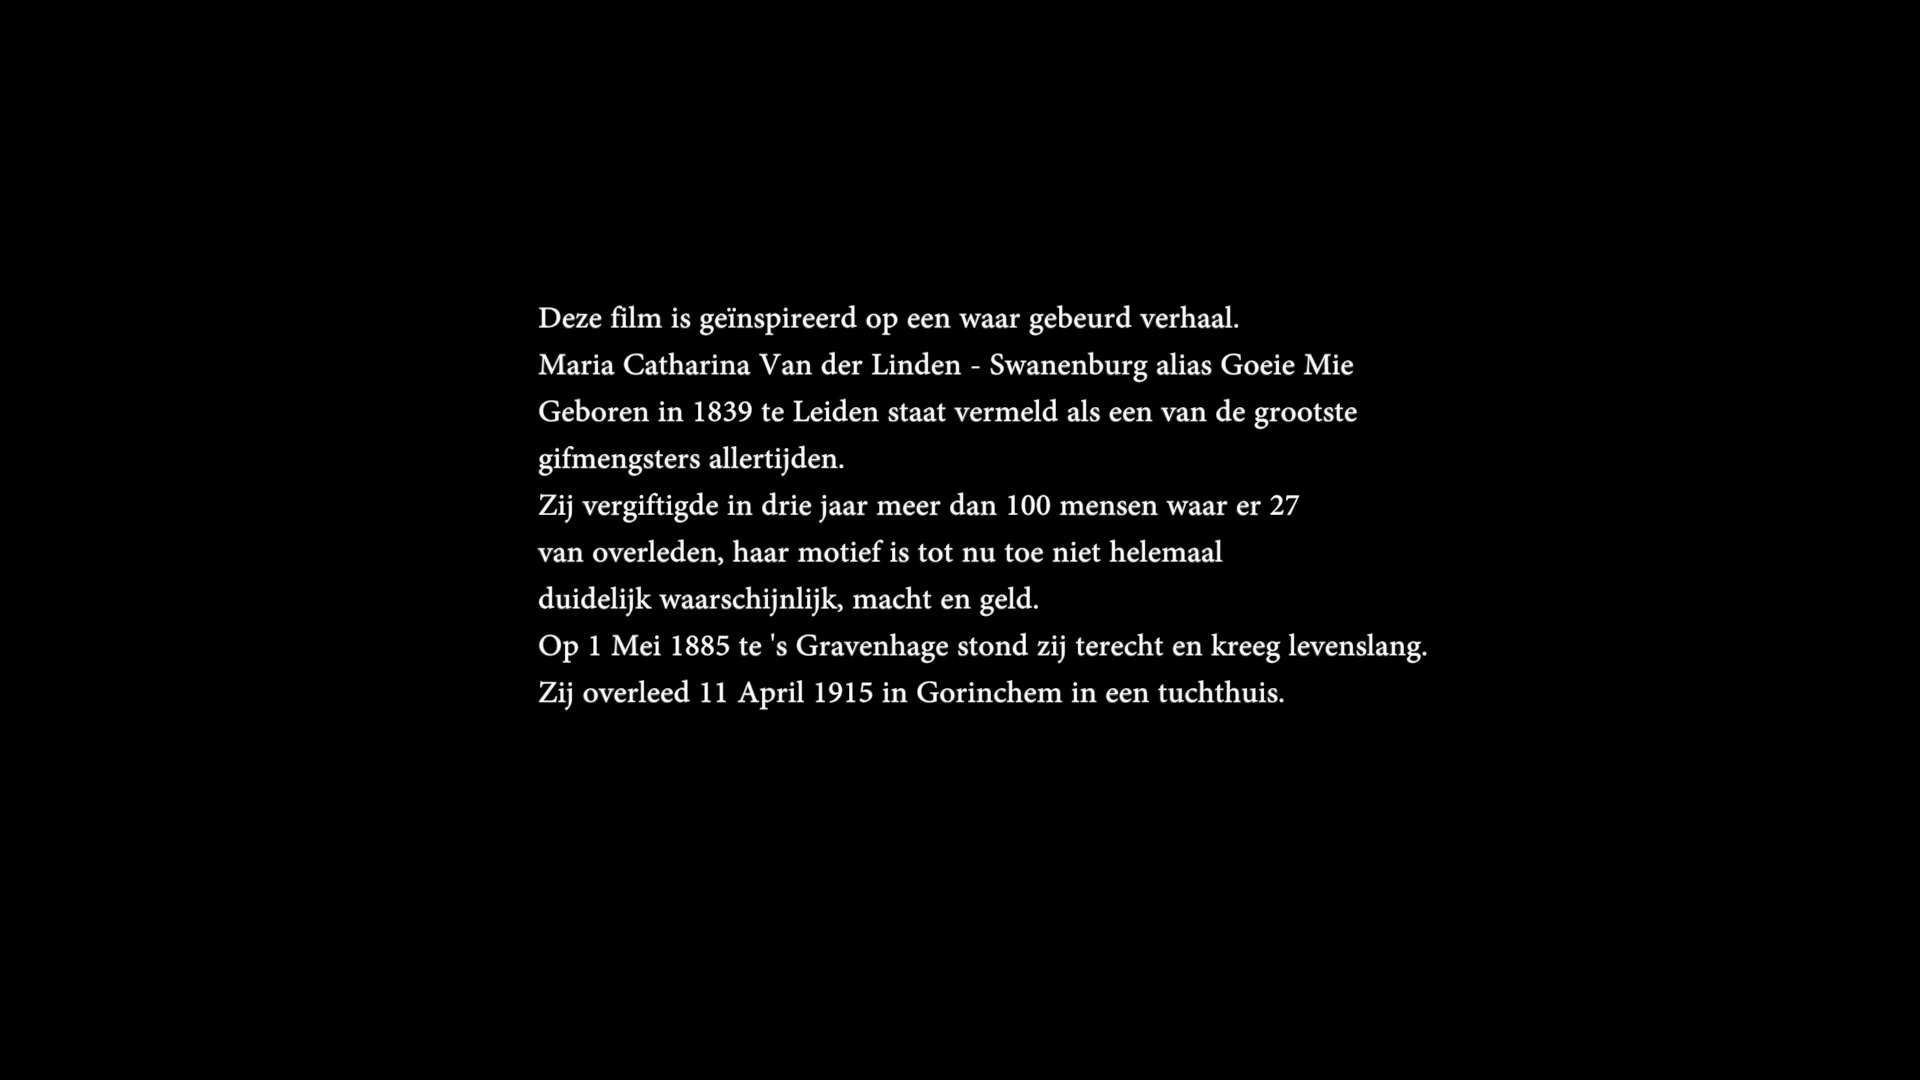 Deze film is geïnspireerd op een waar gebeurd verhaal.
Maria Catharina Van der Linden - Swanenburg alias Goeie Mie
Geboren in 1839 te Leiden staat vermeld als een van de grootste
gifmengsters allertijden.
Zij vergiftigde in drie jaar meer dan 100 mensen waar er 27
van overleden, haar motief is tot nu toe niet helemaal
duidelijk waarschijnlijk, macht en geld.
Op 1 Mei 1885 te 's Gravenhage stond zij terecht en kreeg levenslang.
Zij overleed 11 April 1915 in Gorinchem in een tuchthuis.